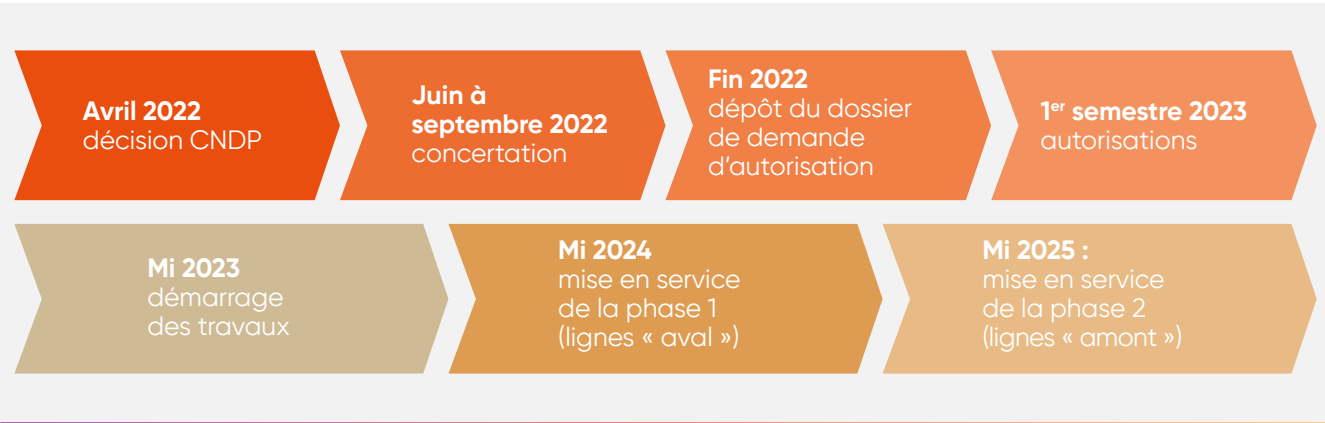 Avril 2022
décision CNDP
Juin à
septembre 2022
concertation
Fin 2022
dépôt du dossier
de demande
d'autorisation
1er semestre 2023
autorisations
Mi 2023
démarrage
des travaux
Mi 2024
mise en service
de la phase 1
(lignes « aval »)
Mi 2025 :
mise en service
de la phase 2
(lignes « amont »)